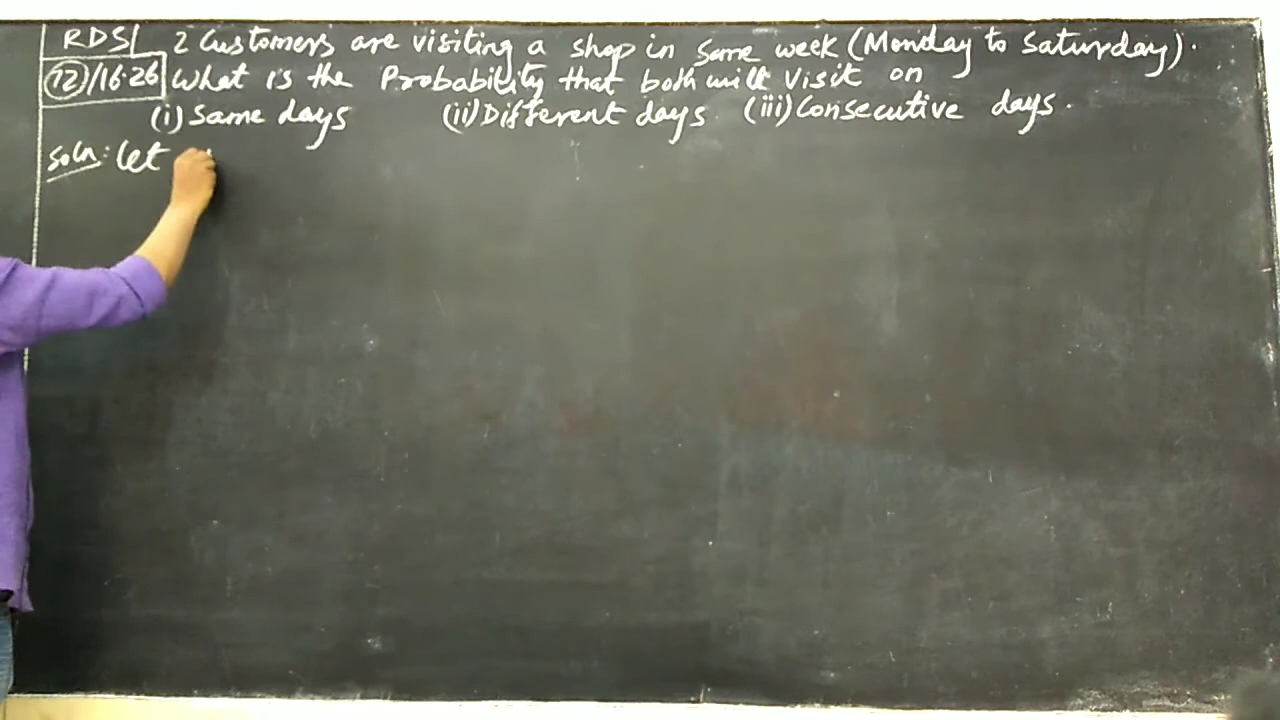 RDS 2 Customers are visiting a shop in same week (Monday to Saturday).
(12)/16.26 What is the Probability that both will visit on
(i) Same days (ii) Different days. (iii) Consecutive days.
Soln: Let